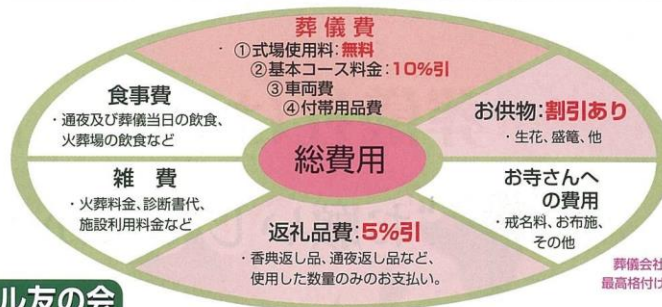 葬儀費
・①式場使用料:無料
②基本コース料金:10%引
③車両費
④付帯用品費
食事費
・通夜及び葬儀当日の飲食、
火葬場の飲食など
お供物:割引あり
・生花、盛篭、他
総費用
雑 費
・火葬料金、診断書代、
施設利用料金など
お寺さんへ
の費用
・戒名料、お布施、
その他
返礼品費:5%引
・香典返し品、通夜返し品など、
使用した数量のみのお支払い。
葬儀会社
最高格付け
ル友の会